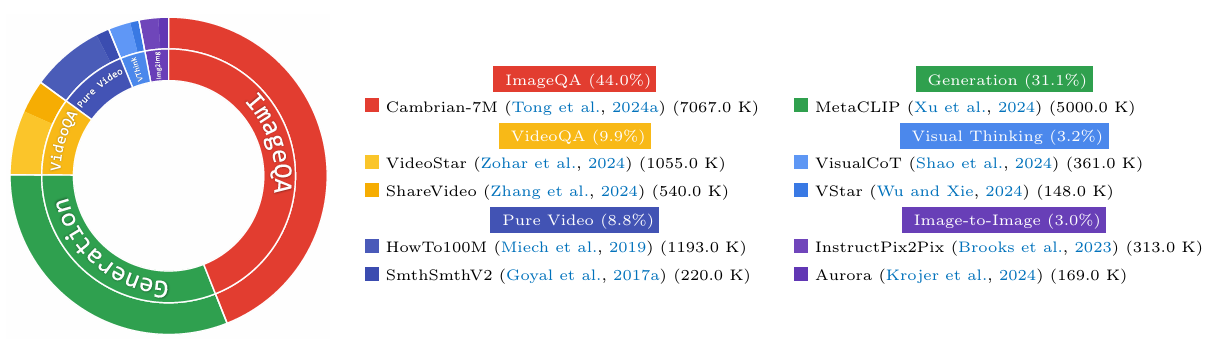 ImageQA
Generation
VideoQA
Pure Video
VThink
Img2Img
ImageQA (44.0%)
Cambrian-7M (Tong et al., 2024a) (7067.0 K)
VideoQA (9.9%)
VideoStar (Zohar et al., 2024) (1055.0 K)
ShareVideo (Zhang et al., 2024) (540.0 K)
Pure Video (8.8%)
HowTo100M (Miech et al., 2019) (1193.0 K)
SmthSmthV2 (Goyal et al., 2017a) (220.0 K)
Generation (31.1%)
MetaCLIP (Xu et al., 2024) (5000.0 K)
Visual Thinking (3.2%)
VisualCoT (Shao et al., 2024) (361.0 K)
VStar (Wu and Xie, 2024) (148.0 K)
Image-to-Image (3.0%)
InstructPix2Pix (Brooks et al., 2023) (313.0 K)
Aurora (Krojer et al., 2024) (169.0 K)